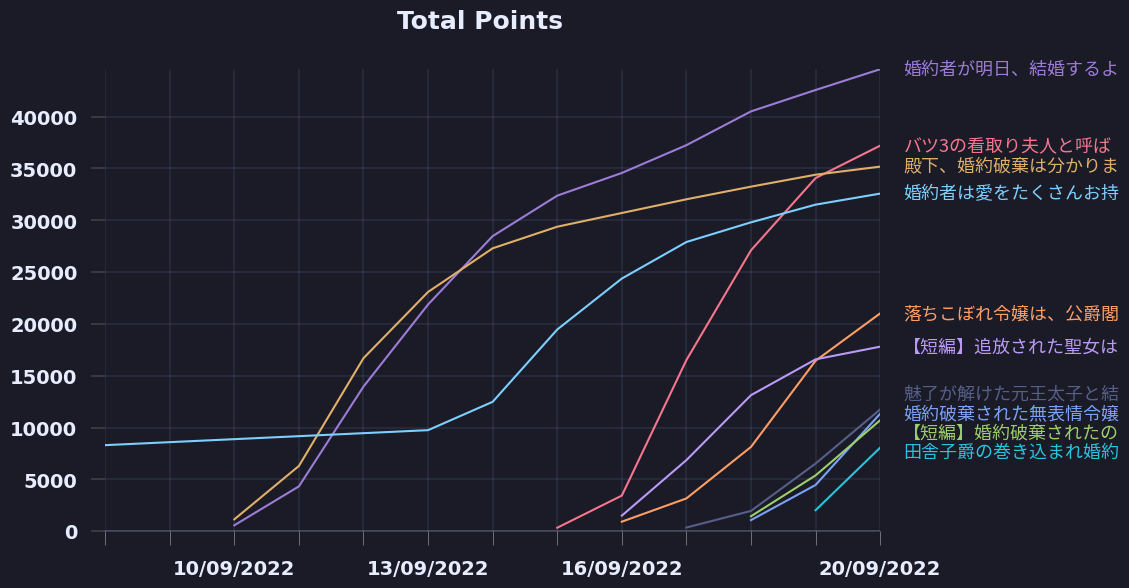 Total Points
40000
35000
30000
25000
20000
15000
10000
5000
0
10/09/2022
13/09/2022
16/09/2022
20/09/2022
婚約者が明日、結婚するよ
バツ3の看取り夫人と呼ば
殿下、婚約破棄は分かりま
婚約者は愛をたくさんお持
落ちこぼれ令嬢は、公爵閣
【短編】追放された聖女は
魅了が解けた元王太子と結
婚約破棄された無表情令嬢
【短編】婚約破棄されたの
田舎子爵の巻き込まれ婚約